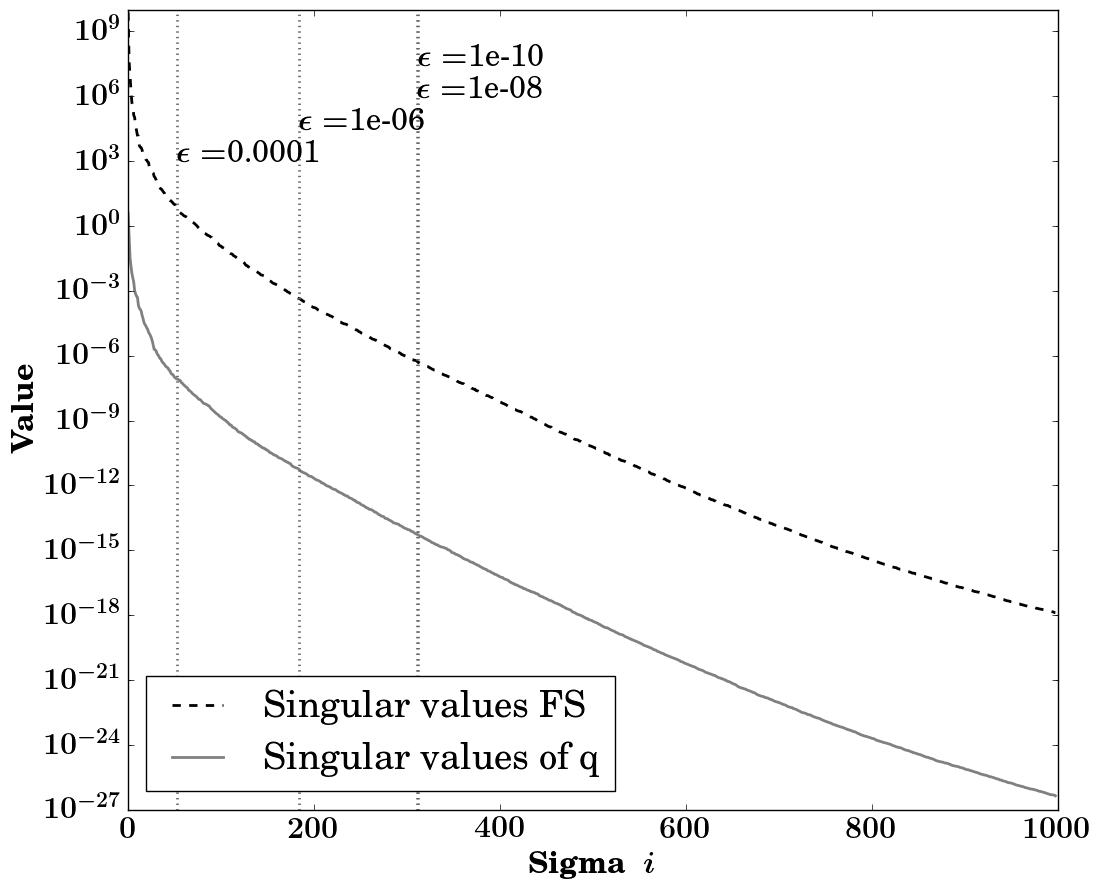 10^9
10^6
10^3
10^0
10^−3
10^−6
10^−9
10^−12
10^−15
10^−18
10^−21
10^−24
10^−27
Value
ϵ =1e-10
ϵ =1e-08
ϵ =1e-06
ϵ =0.0001
Singular values FS
Singular values of q
0 200 400 600 800 1000
Sigma i